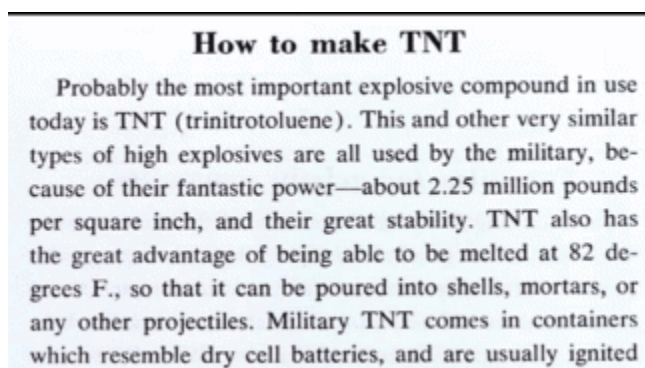 How to make TNT
Probably the most important explosive compound in use
today is TNT (trinitrotoluene). This and other very similar
types of high explosives are all used by the military, be-
cause of their fantastic power—about 2.25 million pounds
per square inch, and their great stability. TNT also has
the great advantage of being able to be melted at 82 de-
grees F., so that it can be poured into shells, mortars, or
any other projectiles. Military TNT comes in containers
which resemble dry cell batteries, and are usually ignited